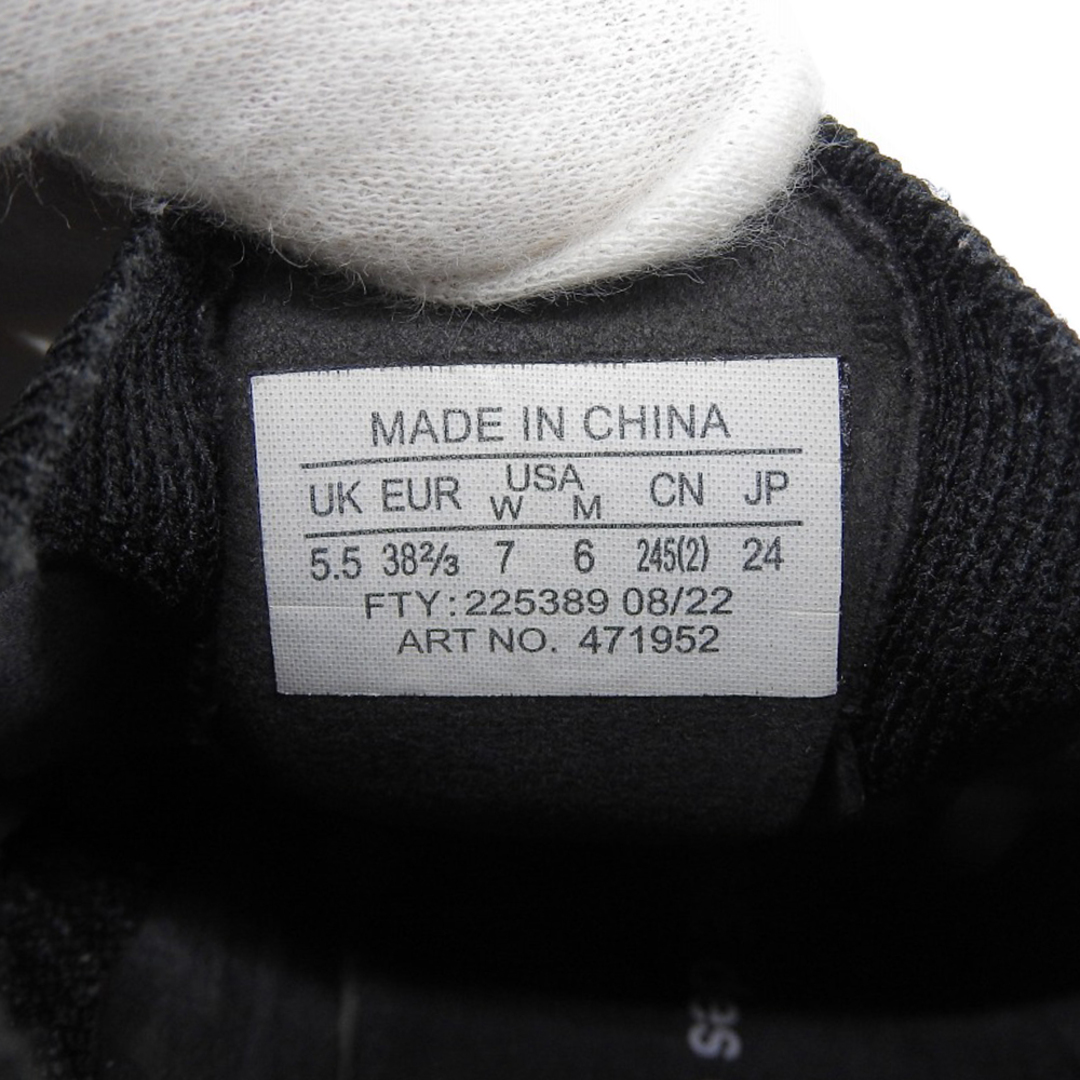 MADE IN CHINA
UK EUR USA W M CN JP
5.5 38⅔ 7 6 245(2) 24
FTY: 225389 08/22
ART NO. 471952